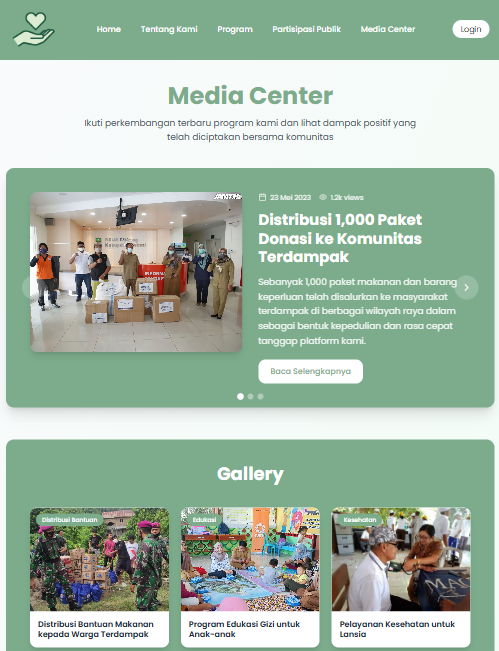 Home Tentang Kami Program Partisipasi Publik Media Center Login
Media Center
Ikuti perkembangan terbaru program kami dan lihat dampak positif yang
telah diciptakan bersama komunitas
23 Mei 2023 1.2k views
Distribusi 1,000 Paket
Donasi ke Komunitas
Terdampak
Sebanyak 1,000 paket makanan dan barang
keperluan telah disalurkan ke masyarakat
terdampak di berbagai wilayah raya dalam
sebagai bentuk kepedulian dan rasa cepat
tanggap platform kami.
Baca Selengkapnya
Gallery
Distribusi Bantuan
Edukasi
Kesehatan
Distribusi Bantuan Makanan
kepada Warga Terdampak
Program Edukasi Gizi untuk
Anak-anak
Pelayanan Kesehatan untuk
Lansia